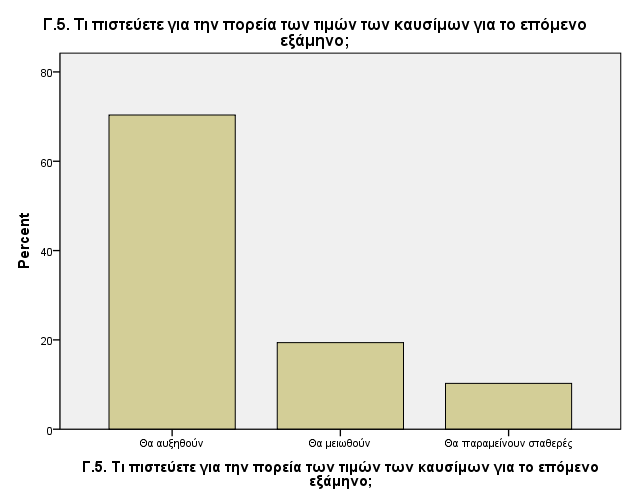 Γ.5. Τι πιστεύετε για την πορεία των τιμών των καυσίμων για το επόμενο
εξάμηνο;
80
60
40
20
0
Percent
Θα αυξηθούν
Θα μειωθούν
Θα παραμείνουν σταθερές
Γ.5. Τι πιστεύετε για την πορεία των τιμών των καυσίμων για το επόμενο
εξάμηνο;